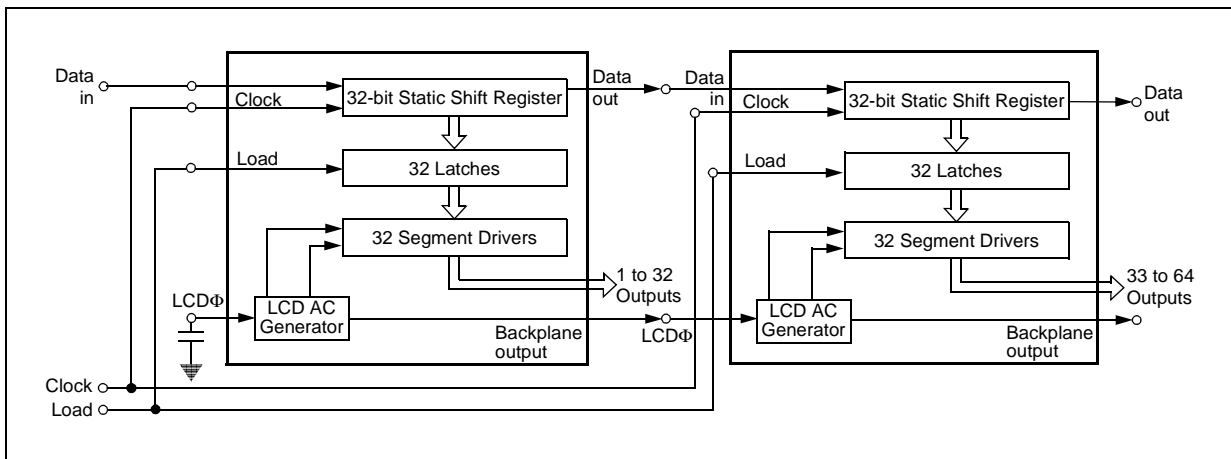 Data
in
Clock
32-bit Static Shift Register
Data
out
Load
32 Latches
32 Segment Drivers
1 to 32
Outputs
LCDΦ
LCD AC
Generator
Backplane
output
LCDΦ
Data
in
Clock
32-bit Static Shift Register
Data
out
Load
32 Latches
32 Segment Drivers
33 to 64
Outputs
LCD AC
Generator
Backplane
output
Clock
Load